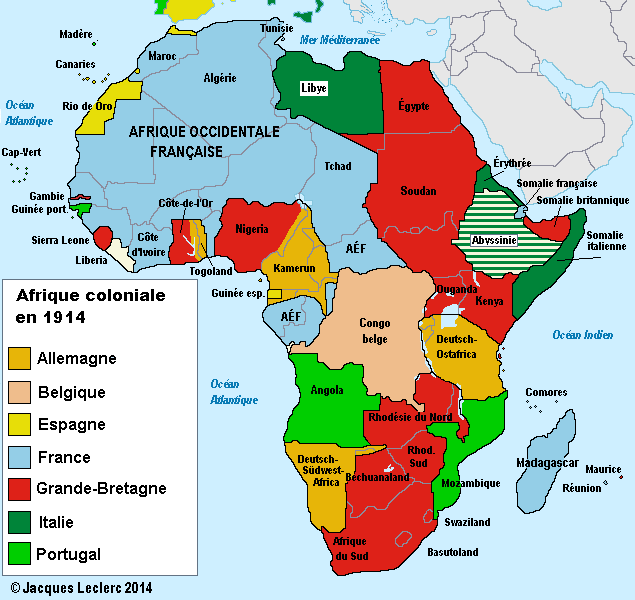 Madère
Tunisie
Mer Méditerranée
Canaries
Maroc
Algérie
Libye
Égypte
Rio de Oro
Océan
Atlantique
AFRIQUE OCCIDENTALE
FRANÇAISE
Cap-Vert
Tchad
Soudan
Érythrée
Somalie française
Somalie britannique
Gambie
Guinée port.
Côte-de-l'Or
Nigeria
Somalie
italienne
Sierra Leone
Côte
d'Ivoire
Liberia
Togoland
AÉF
Abyssinie
Kamerun
Guinée esp.
AÉF
Ouganda
Kenya
Congo
belge
Deutsch-
Ostafrica
Océan Indien
Océan
Atlantique
Angola
Comores
Rhodésie du Nord
Rhod.
Sud
Madagascar
Maurice
Réunion
Deutsch-
Südwest-
Africa
Bechuanaland
Mozambique
Swaziland
Afrique
du Sud
Basutoland
Afrique coloniale
en 1914
Allemagne
Belgique
Espagne
France
Grande-Bretagne
Italie
Portugal
© Jacques Leclerc 2014